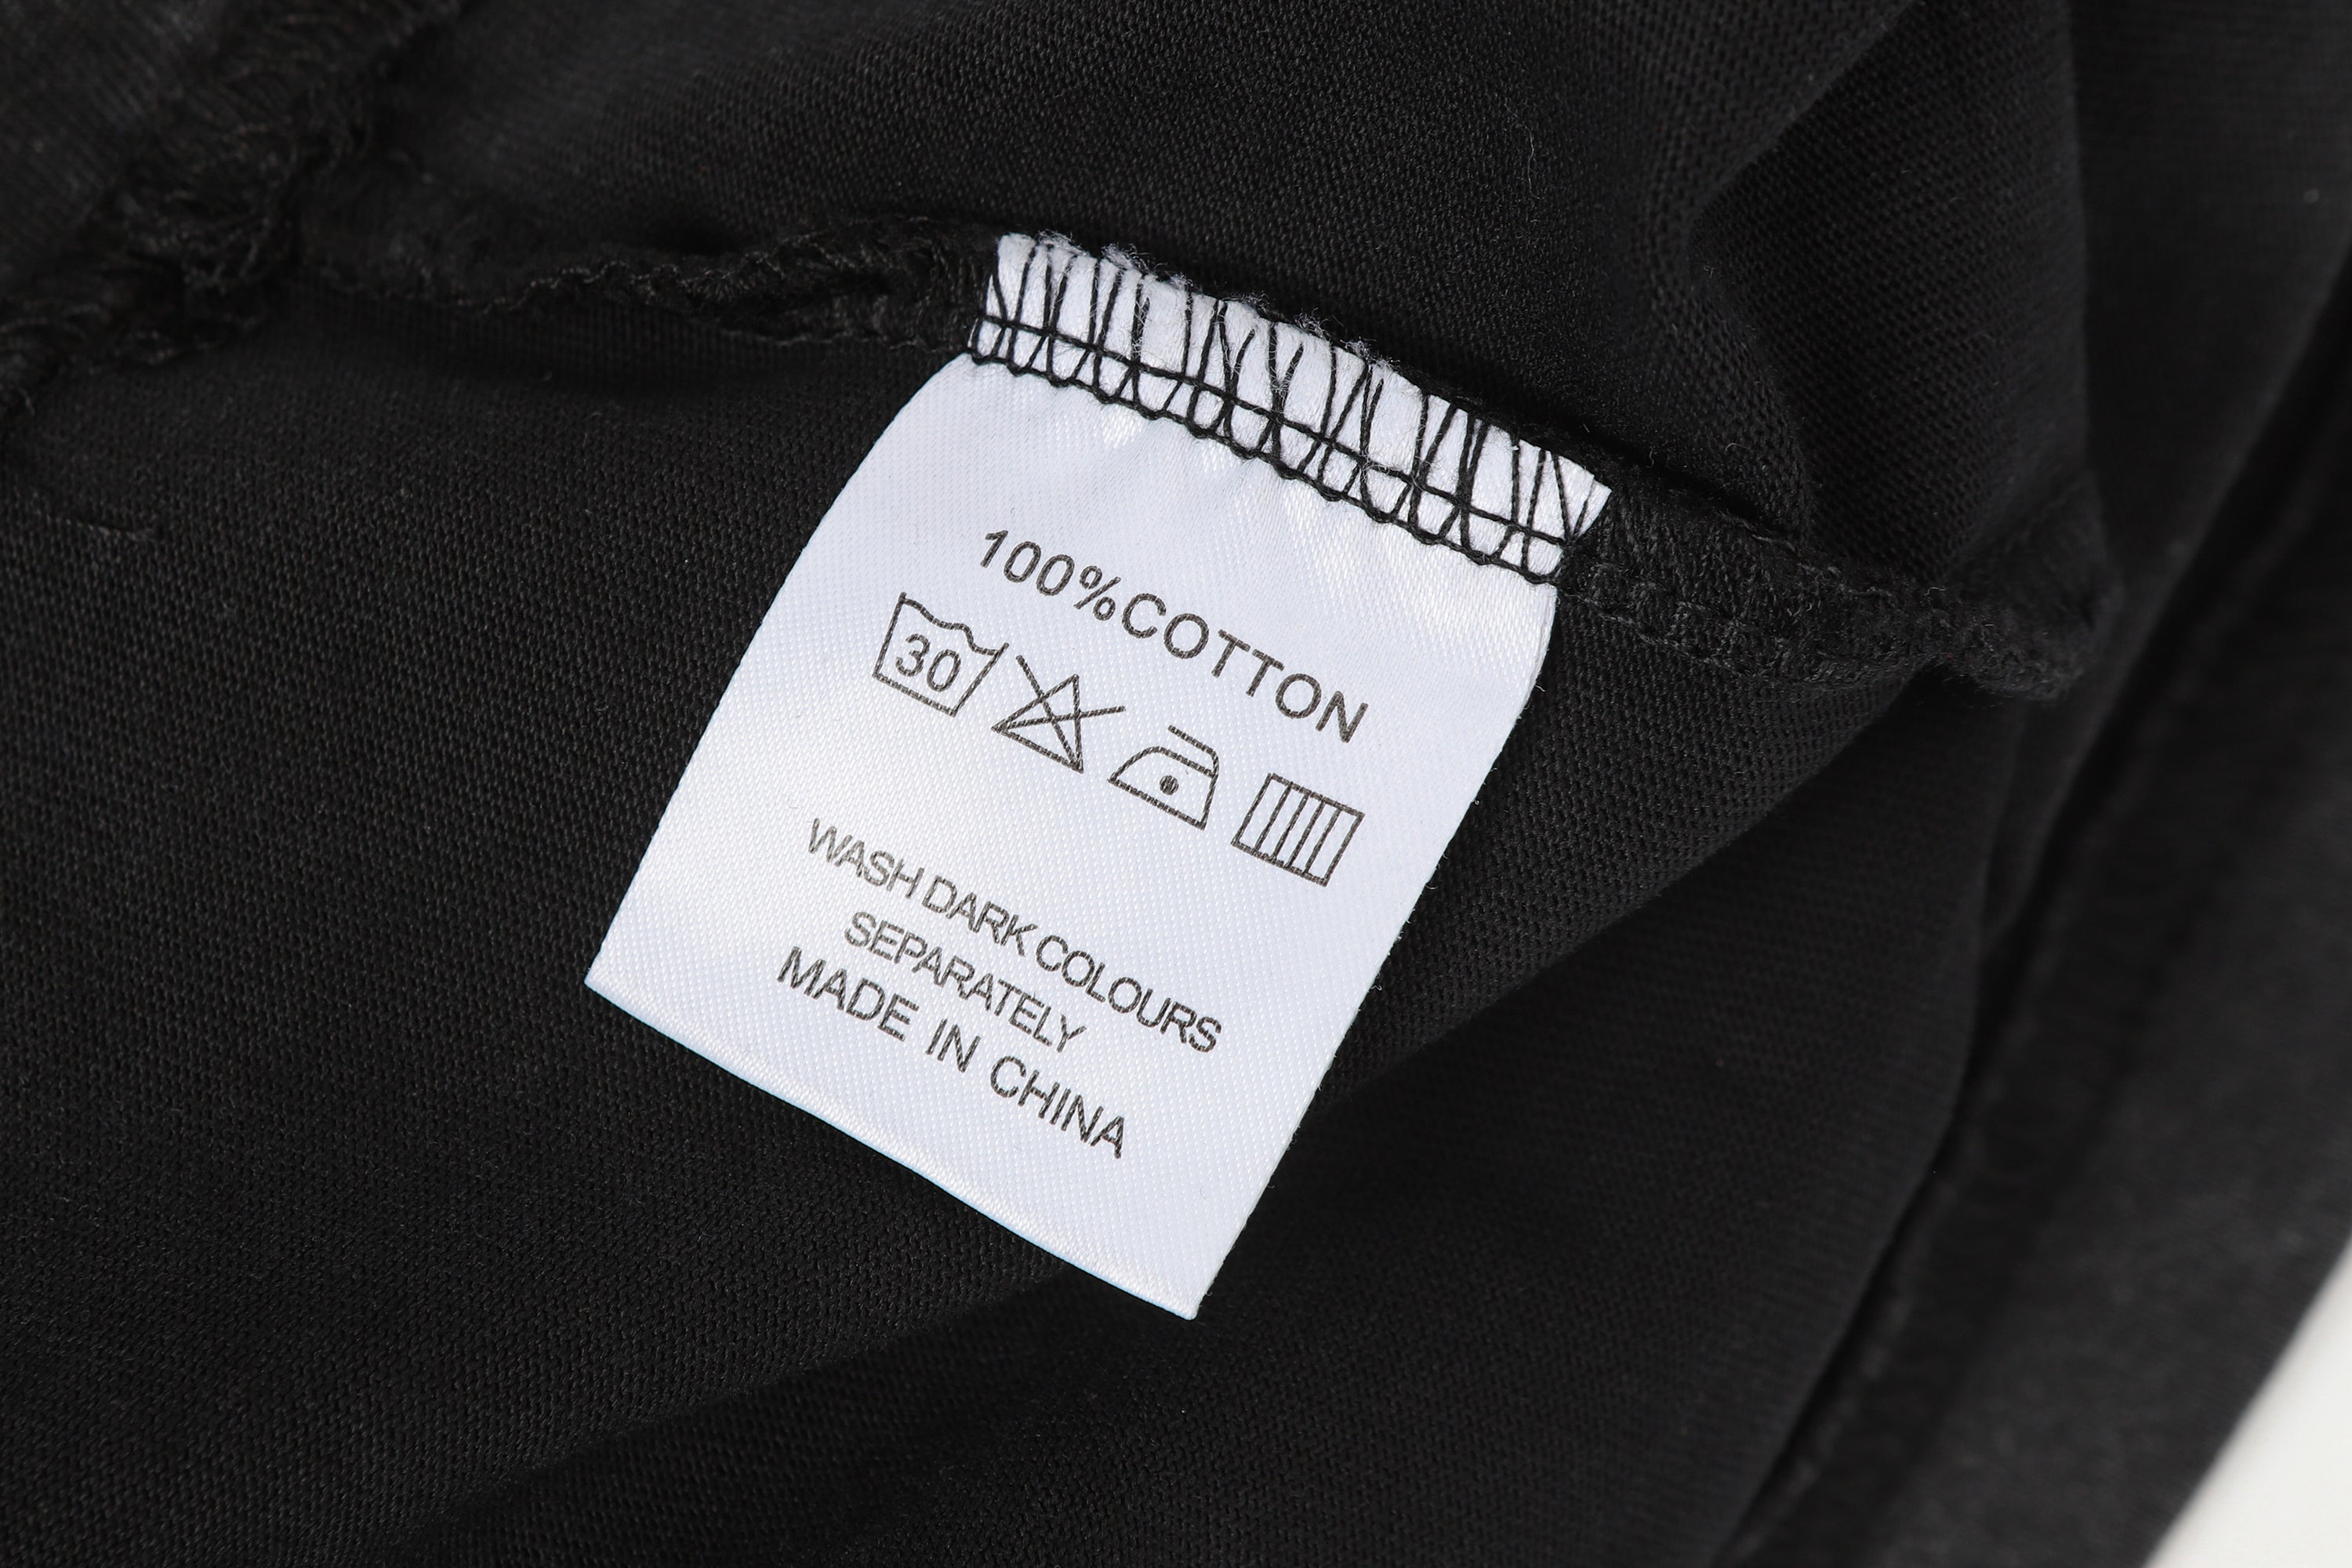 100%COTTON
30
WASH DARK COLOURS
SEPARATELY
MADE IN CHINA